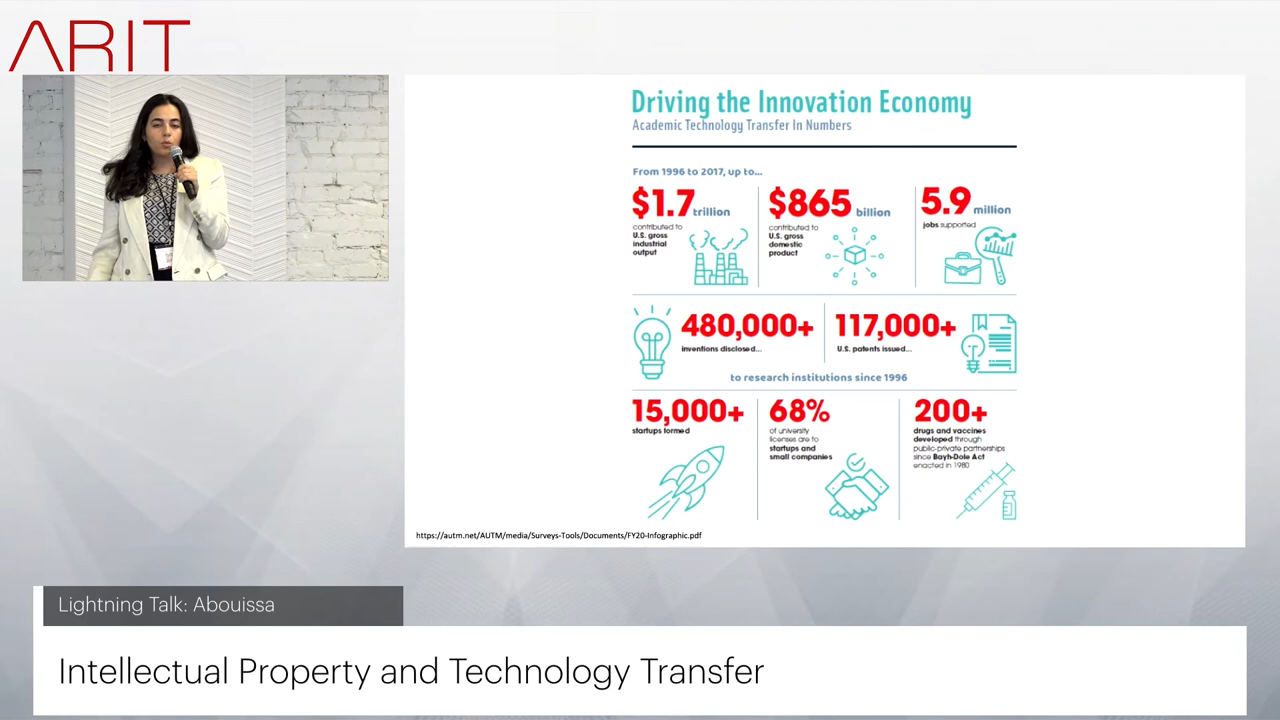 ARIT
Driving the Innovation Economy
Academic Technology Transfer In Numbers
From 1996 to 2017, up to...
$1.7 trillion
contributed to
U.S. gross
industrial
output
$865 billion
contributed to
U.S. gross
domestic
product
5.9 million
jobs supported
480,000+
inventions disclosed...
117,000+
U.S. patents issued...
to research institutions since 1996
15,000+
startups formed
68%
of university
licenses are to
startups and
small companies
200+
drugs and vaccines
developed through
public-private partnerships
since Bayh-Dole Act
enacted in 1980
https://autm.net/AUTM/media/Surveys-Tools/Documents/FY20-Infographic.pdf
Lightning Talk: Abouissa
Intellectual Property and Technology Transfer